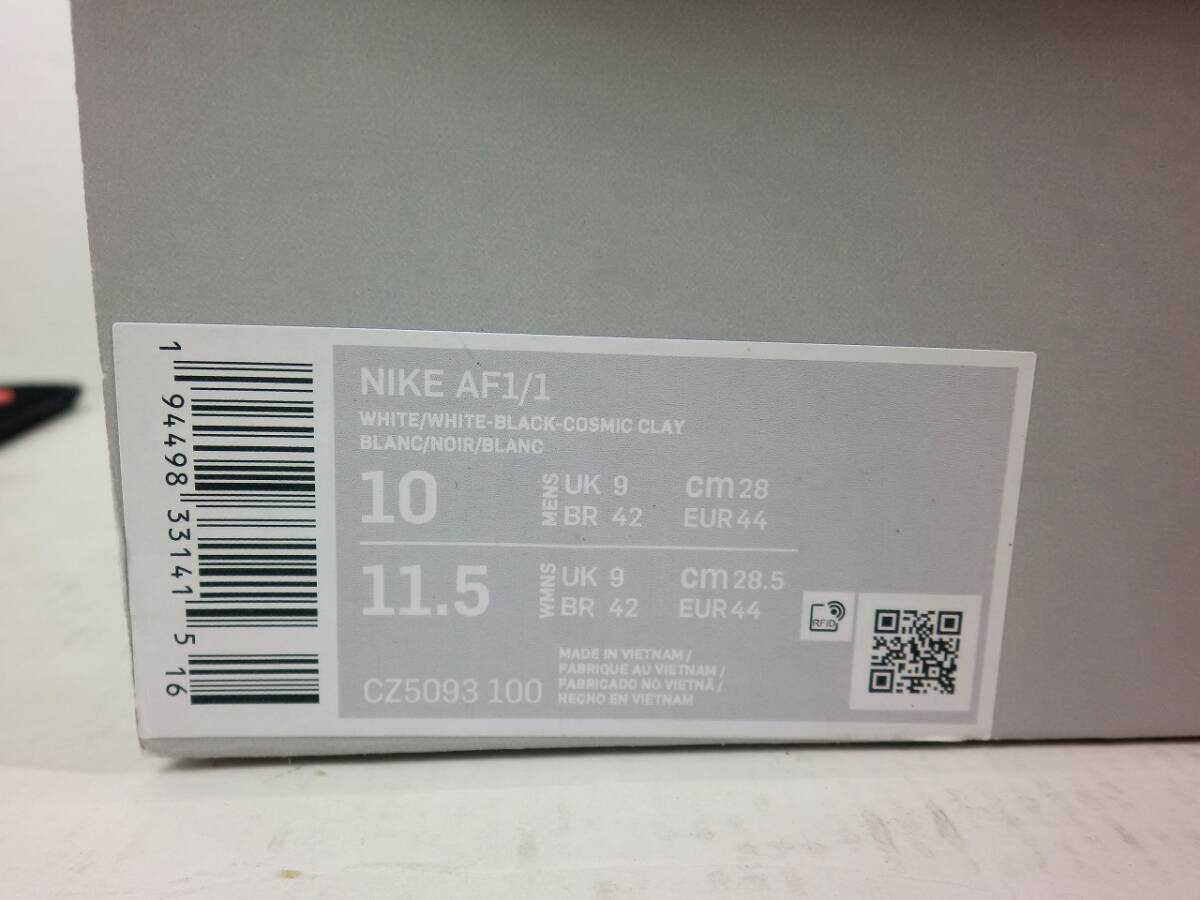 1 94498 33141 5 16
NIKE AF1/1
WHITE/WHITE-BLACK-COSMIC CLAY
BLANC/NOIR/BLANC
10 MENS UK 9 cm 28
BR 42 EUR 44
11.5 WMNS UK 9 cm 28.5
BR 42 EUR 44
RFID
CZ5093 100
MADE IN VIETNAM /
FABRIQUE AU VIETNAM /
FABRICADO NO VIETNÃ /
HECHO EN VIETNAM